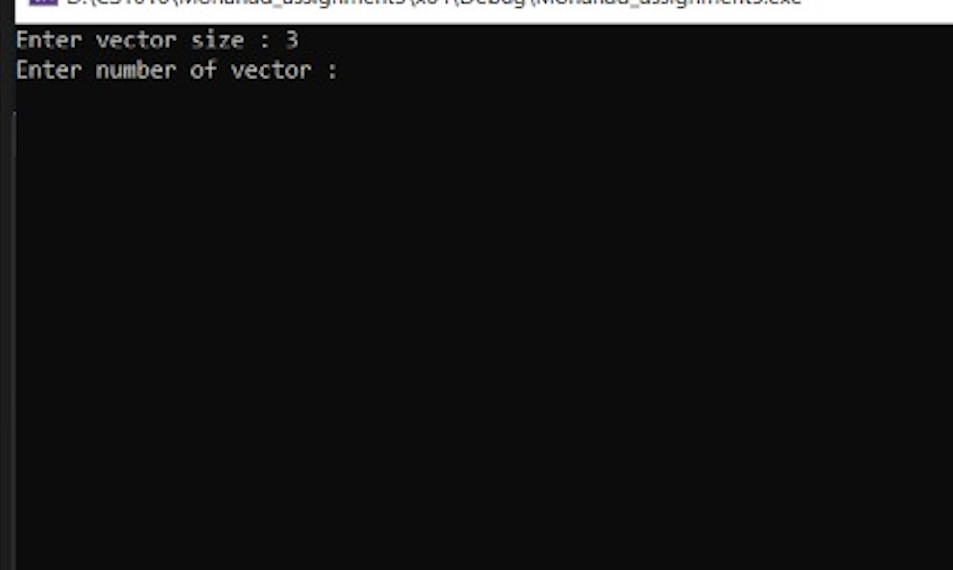 Enter vector size : 3
Enter number of vector :